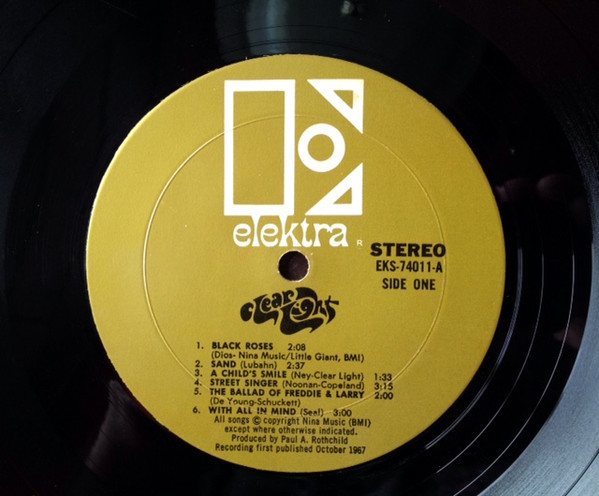 elektra R
STEREO
EKS-74011-A
SIDE ONE
Clear Light
1. BLACK ROSES 2:08
(Dios- Nina Music/Little Giant, BMI)
2. SAND (Lubahn) 2:37
3. A CHILD'S SMILE (Ney-Clear Light) 1:33
4. STREET SINGER (Noonan-Copeland) 3:15
5. THE BALLAD OF FREDDIE & LARRY 2:00
(De Young-Schuckett)
6. WITH ALL IN MIND (Seal) 3:00
All songs © copyright Nina Music (BMI)
except where otherwise indicated.
Produced by Paul A. Rothchild
Recording first published October 1967